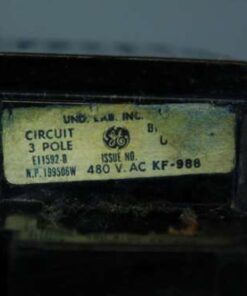 UND. LAB. INC.
CIRCUIT
3 POLE
E11592-B ISSUE NO.
N.P. 199506W 480 V. AC KF-988